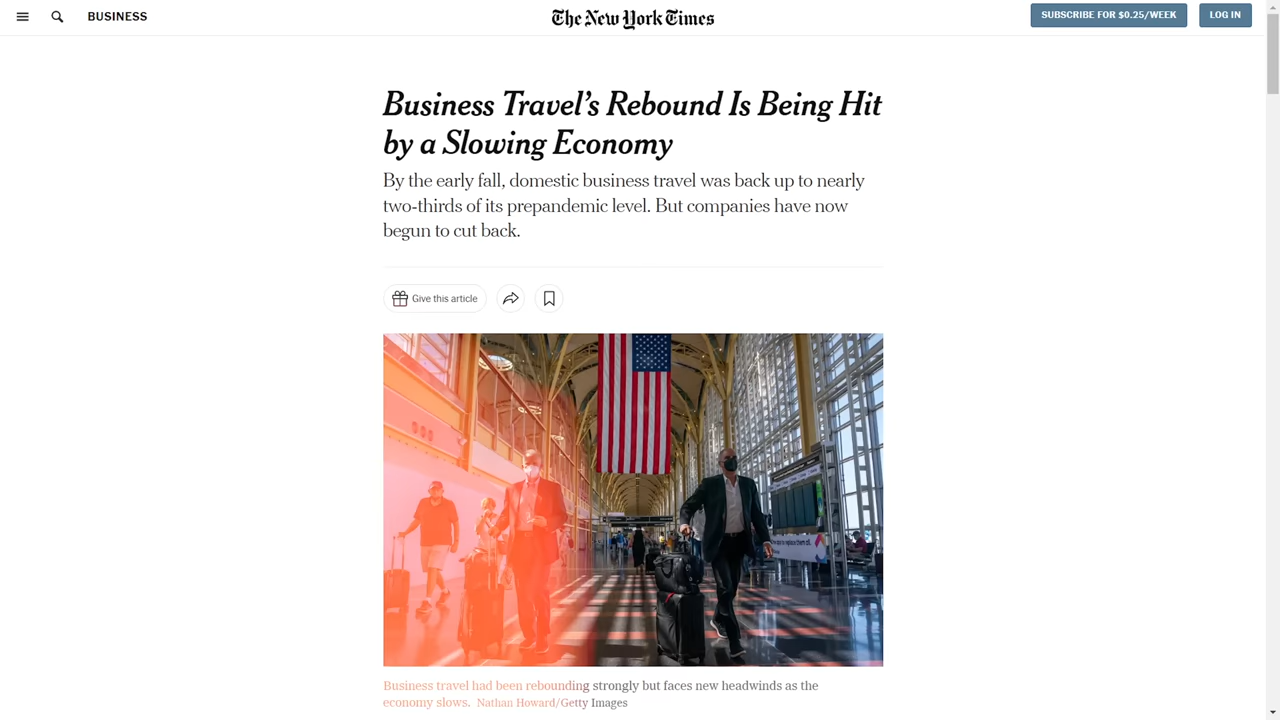 BUSINESS
The New York Times
SUBSCRIBE FOR $0.25/WEEK
LOG IN
Business Travel’s Rebound Is Being Hit
by a Slowing Economy
By the early fall, domestic business travel was back up to nearly
two-thirds of its prepandemic level. But companies have now
begun to cut back.
Give this article
Business travel had been rebounding strongly but faces new headwinds as the
economy slows. Nathan Howard/Getty Images